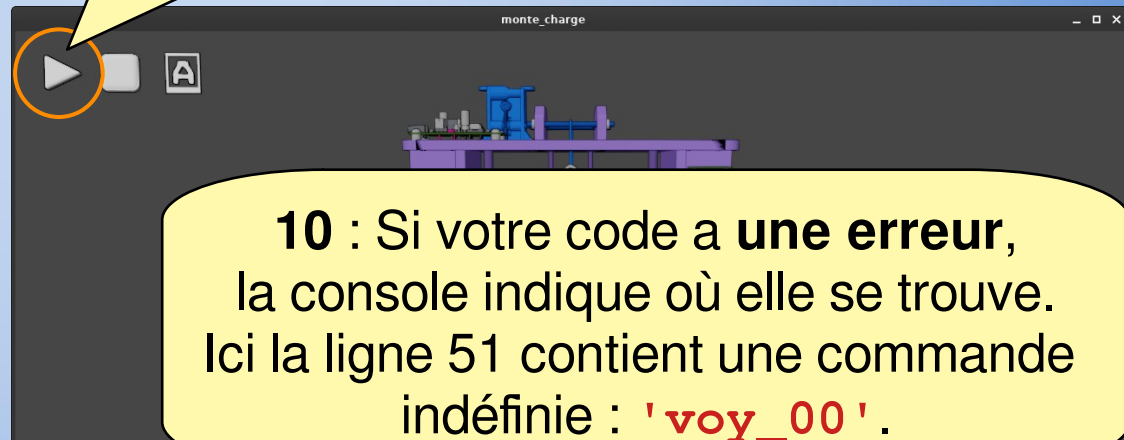 monte_charge
A
10 : Si votre code a une erreur,
la console indique où elle se trouve.
Ici la ligne 51 contient une commande
indéfinie : 'voy_00'.